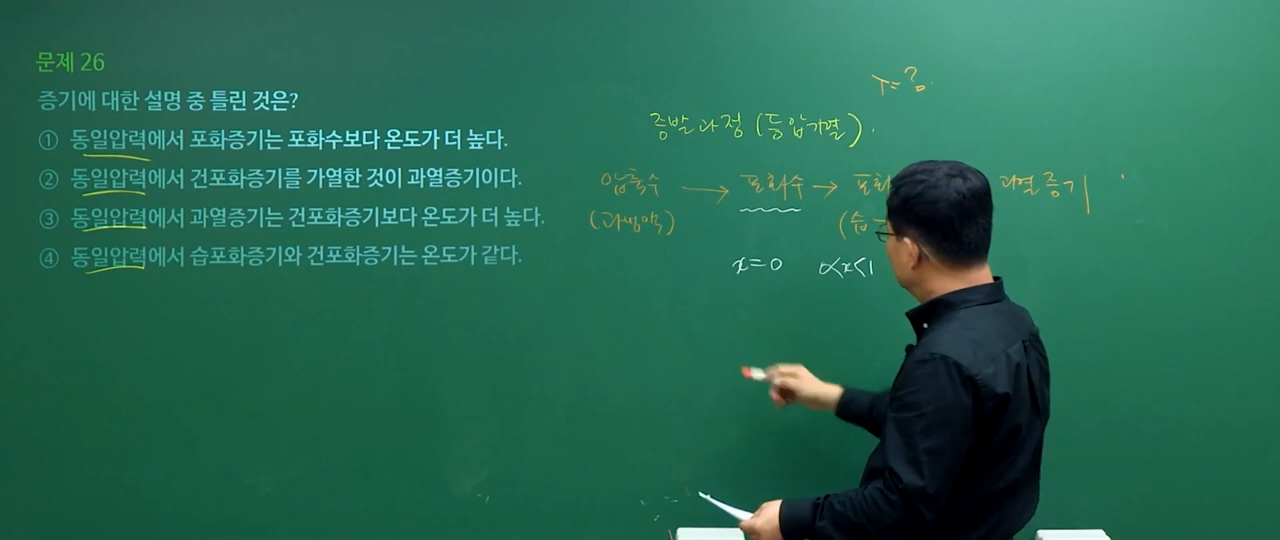 문제 26
증기에 대한 설명 중 틀린 것은?
① 동일압력에서 포화증기는 포화수보다 온도가 더 높다.
② 동일압력에서 건포화증기를 가열한 것이 과열증기이다.
③ 동일압력에서 과열증기는 건포화증기보다 온도가 더 높다.
④ 동일압력에서 습포화증기와 건포화증기는 온도가 같다.
T=?
증발과정 (등압가열).
압축수 → 포화수 → 포화 과열증기
(과냉액) (습
x=0 0<x<1